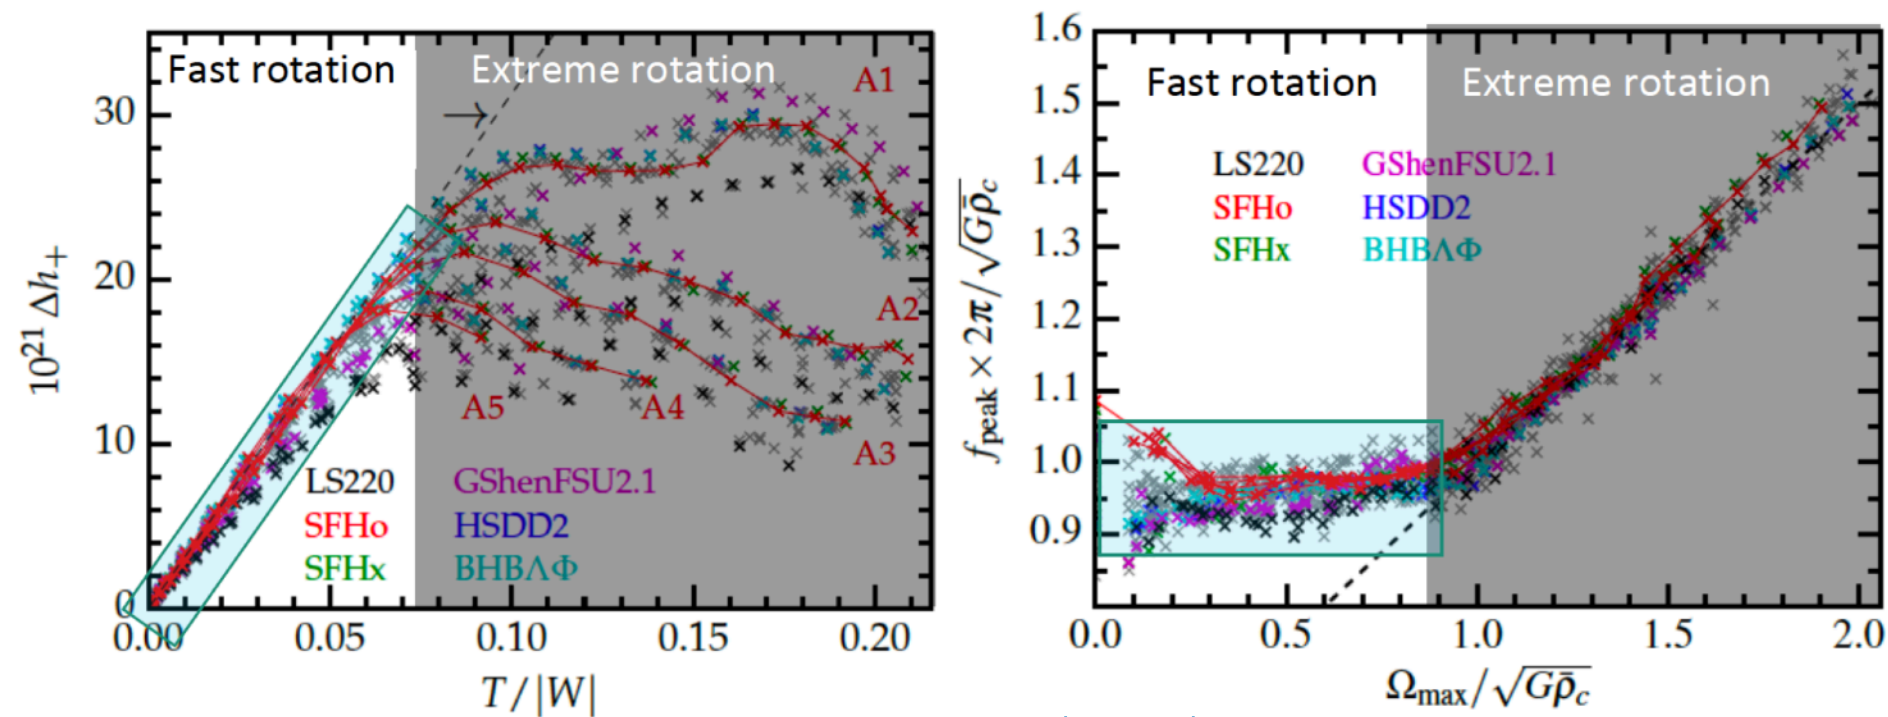 Fast rotation
Extreme rotation
A1
A2
A3
A4
A5
LS220
GShenFSU2.1
SFHo
HSDD2
SFHx
BHBΛΦ
30
20
10
0
0.00
0.05
0.10
0.15
0.20
10²¹ Δh₊
T/|W|
Fast rotation
Extreme rotation
LS220
GShenFSU2.1
SFHo
HSDD2
SFHx
BHBΛΦ
1.6
1.5
1.4
1.3
1.2
1.1
1.0
0.9
0.0
0.5
1.0
1.5
2.0
f_peak × 2π/√Gρ̄_c
Ω_max/√Gρ̄_c